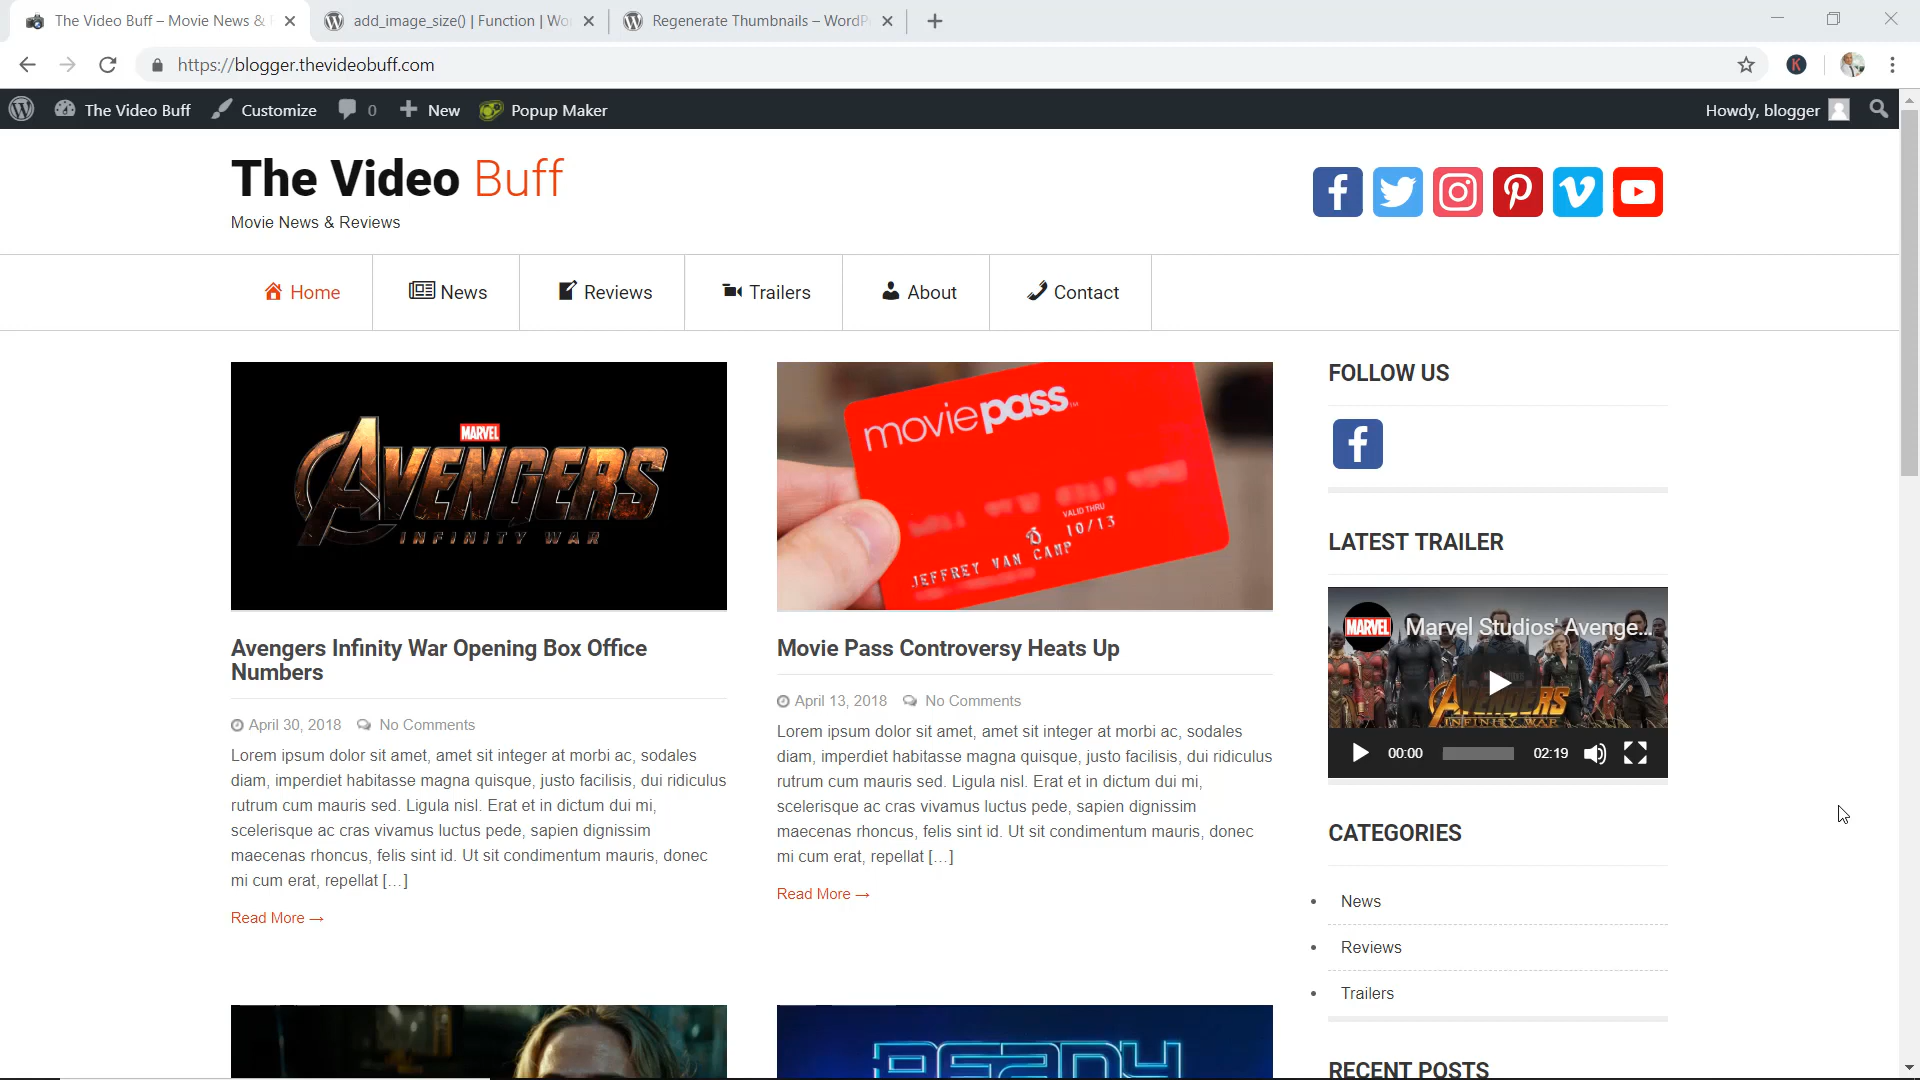 The Video Buff – Movie News &
add_image_size() | Function | Wo
Regenerate Thumbnails – WordP
https://blogger.thevideobuff.com
The Video Buff
Customize
0
New
Popup Maker
Howdy, blogger
The Video Buff
Movie News & Reviews
Home
News
Reviews
Trailers
About
Contact
MARVEL
AVENGERS
INFINITY WAR
Avengers Infinity War Opening Box Office
Numbers
April 30, 2018 No Comments
Lorem ipsum dolor sit amet, amet sit integer at morbi ac, sodales
diam, imperdiet habitasse magna quisque, justo facilisis, dui ridiculus
rutrum cum mauris sed. Ligula nisl. Erat et in dictum dui mi,
scelerisque ac cras vivamus luctus pede, sapien dignissim
maecenas rhoncus, felis sint id. Ut sit condimentum mauris, donec
mi cum erat, repellat [...]
Read More →
moviepass™
VALID THRU
10/13
JEFFREY VAN CAMP
Movie Pass Controversy Heats Up
April 13, 2018 No Comments
Lorem ipsum dolor sit amet, amet sit integer at morbi ac, sodales
diam, imperdiet habitasse magna quisque, justo facilisis, dui ridiculus
rutrum cum mauris sed. Ligula nisl. Erat et in dictum dui mi,
scelerisque ac cras vivamus luctus pede, sapien dignissim
maecenas rhoncus, felis sint id. Ut sit condimentum mauris, donec
mi cum erat, repellat [...]
Read More →
READY
FOLLOW US
LATEST TRAILER
MARVEL
Marvel Studios' Avenge...
AVENGERS
INFINITY WAR
00:00
02:19
CATEGORIES
News
Reviews
Trailers
RECENT POSTS